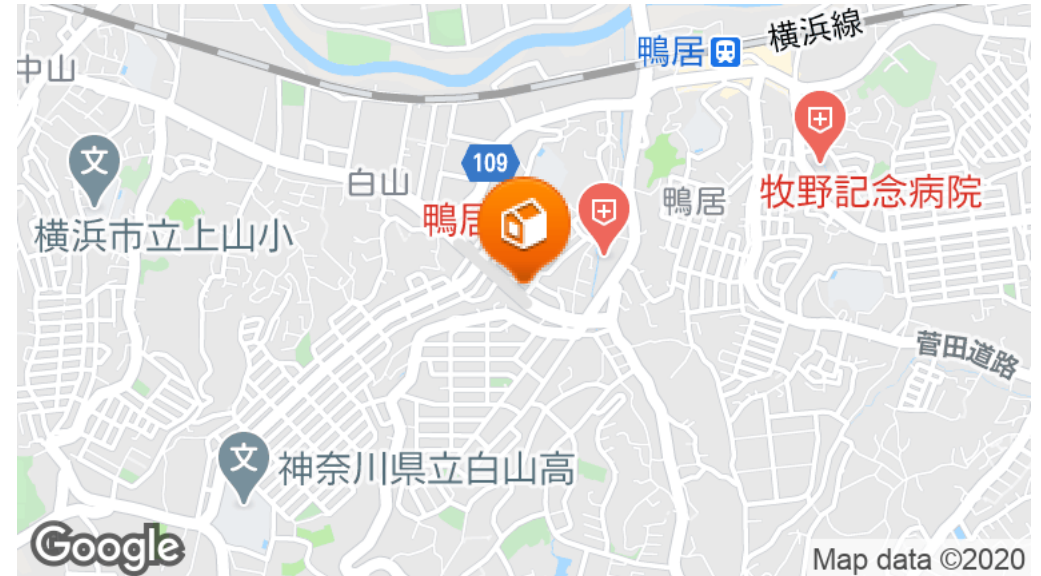 横浜線
鴨居
中山
109
白山
鴨居
鴨居
牧野記念病院
横浜市立上山小
菅田道路
神奈川県立白山高
Google
Map data ©2020